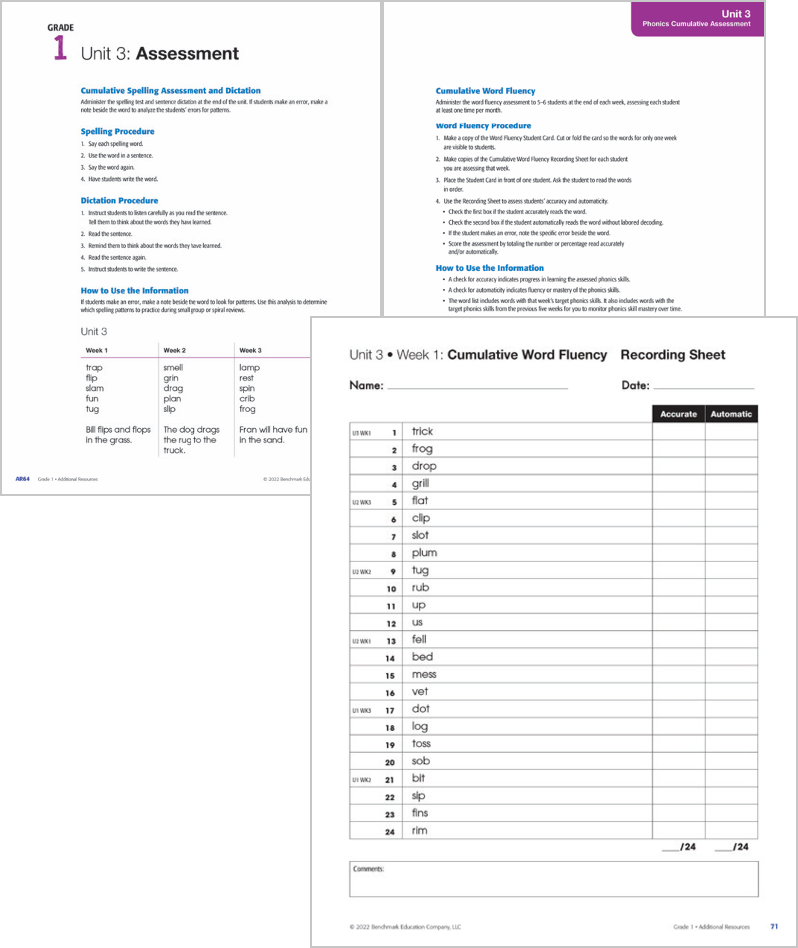 GRADE
1
Unit 3: Assessment
Cumulative Spelling Assessment and Dictation
Administer the spelling test and sentence dictation at the end of the unit. If students make an error, make a
note beside the word to analyze the students' errors for patterns.
Spelling Procedure
1. Say each spelling word.
2. Use the word in a sentence.
3. Say the word again.
4. Have students write the word.
Dictation Procedure
1. Instruct students to listen carefully as you read the sentence.
Tell them to think about the words they have learned.
2. Read the sentence.
3. Remind them to think about the words they have learned.
4. Read the sentence again.
5. Instruct students to write the sentence.
How to Use the Information
If students make an error, make a note beside the word to look for patterns. Use this analysis to determine
which spelling patterns to practice during small group or spiral reviews.
Unit 3
Week 1 Week 2 Week 3
trap smell lamp
flip grin rest
slam drag spin
fun plan crib
tug slip frog
Bill flips and flops The dog drags Fran will have fun
in the grass. the rug to the in the sand.
truck.
AR64 Grade 1 • Additional Resources © 2022 Benchmark
Unit 3
Phonics Cumulative Assessment
Cumulative Word Fluency
Administer the word fluency assessment to 5–6 students at the end of each week, assessing each student
at least one time per month.
Word Fluency Procedure
1. Make a copy of the Word Fluency Student Card. Cut or fold the card so the words for only one week
are visible to students.
2. Make copies of the Cumulative Word Fluency Recording Sheet for each student
you are assessing that week.
3. Place the Student Card in front of one student. Ask the student to read the words
in order.
4. Use the Recording Sheet to assess students' accuracy and automaticity.
• Check the first box if the student accurately reads the word.
• Check the second box if the student automatically reads the word without labored decoding.
• If the student makes an error, note the specific error beside the word.
• Score the assessment by totaling the number or percentage read accurately
and/or automatically.
How to Use the Information
• A check for accuracy indicates progress in learning the assessed phonics skills.
• A check for automaticity indicates fluency or mastery of the phonics skills.
• The word list includes words with that week's target phonics skills. It also includes words with the
target phonics skills from the previous five weeks for you to monitor phonics skill mastery over time.
Unit 3 • Week 1: Cumulative Word Fluency Recording Sheet
Name: Date:
Accurate Automatic
U3 WK1 1 trick
2 frog
3 drop
4 grill
U2 WK3 5 flat
6 clip
7 slot
8 plum
U2 WK2 9 tug
10 rub
11 up
12 us
U2 WK1 13 fell
14 bed
15 mess
16 vet
U1 WK3 17 dot
18 log
19 toss
20 sob
U1 WK2 21 bit
22 sip
23 fins
24 rim
/24 /24
Comments:
© 2022 Benchmark Education Company, LLC Grade 1 • Additional Resources 71